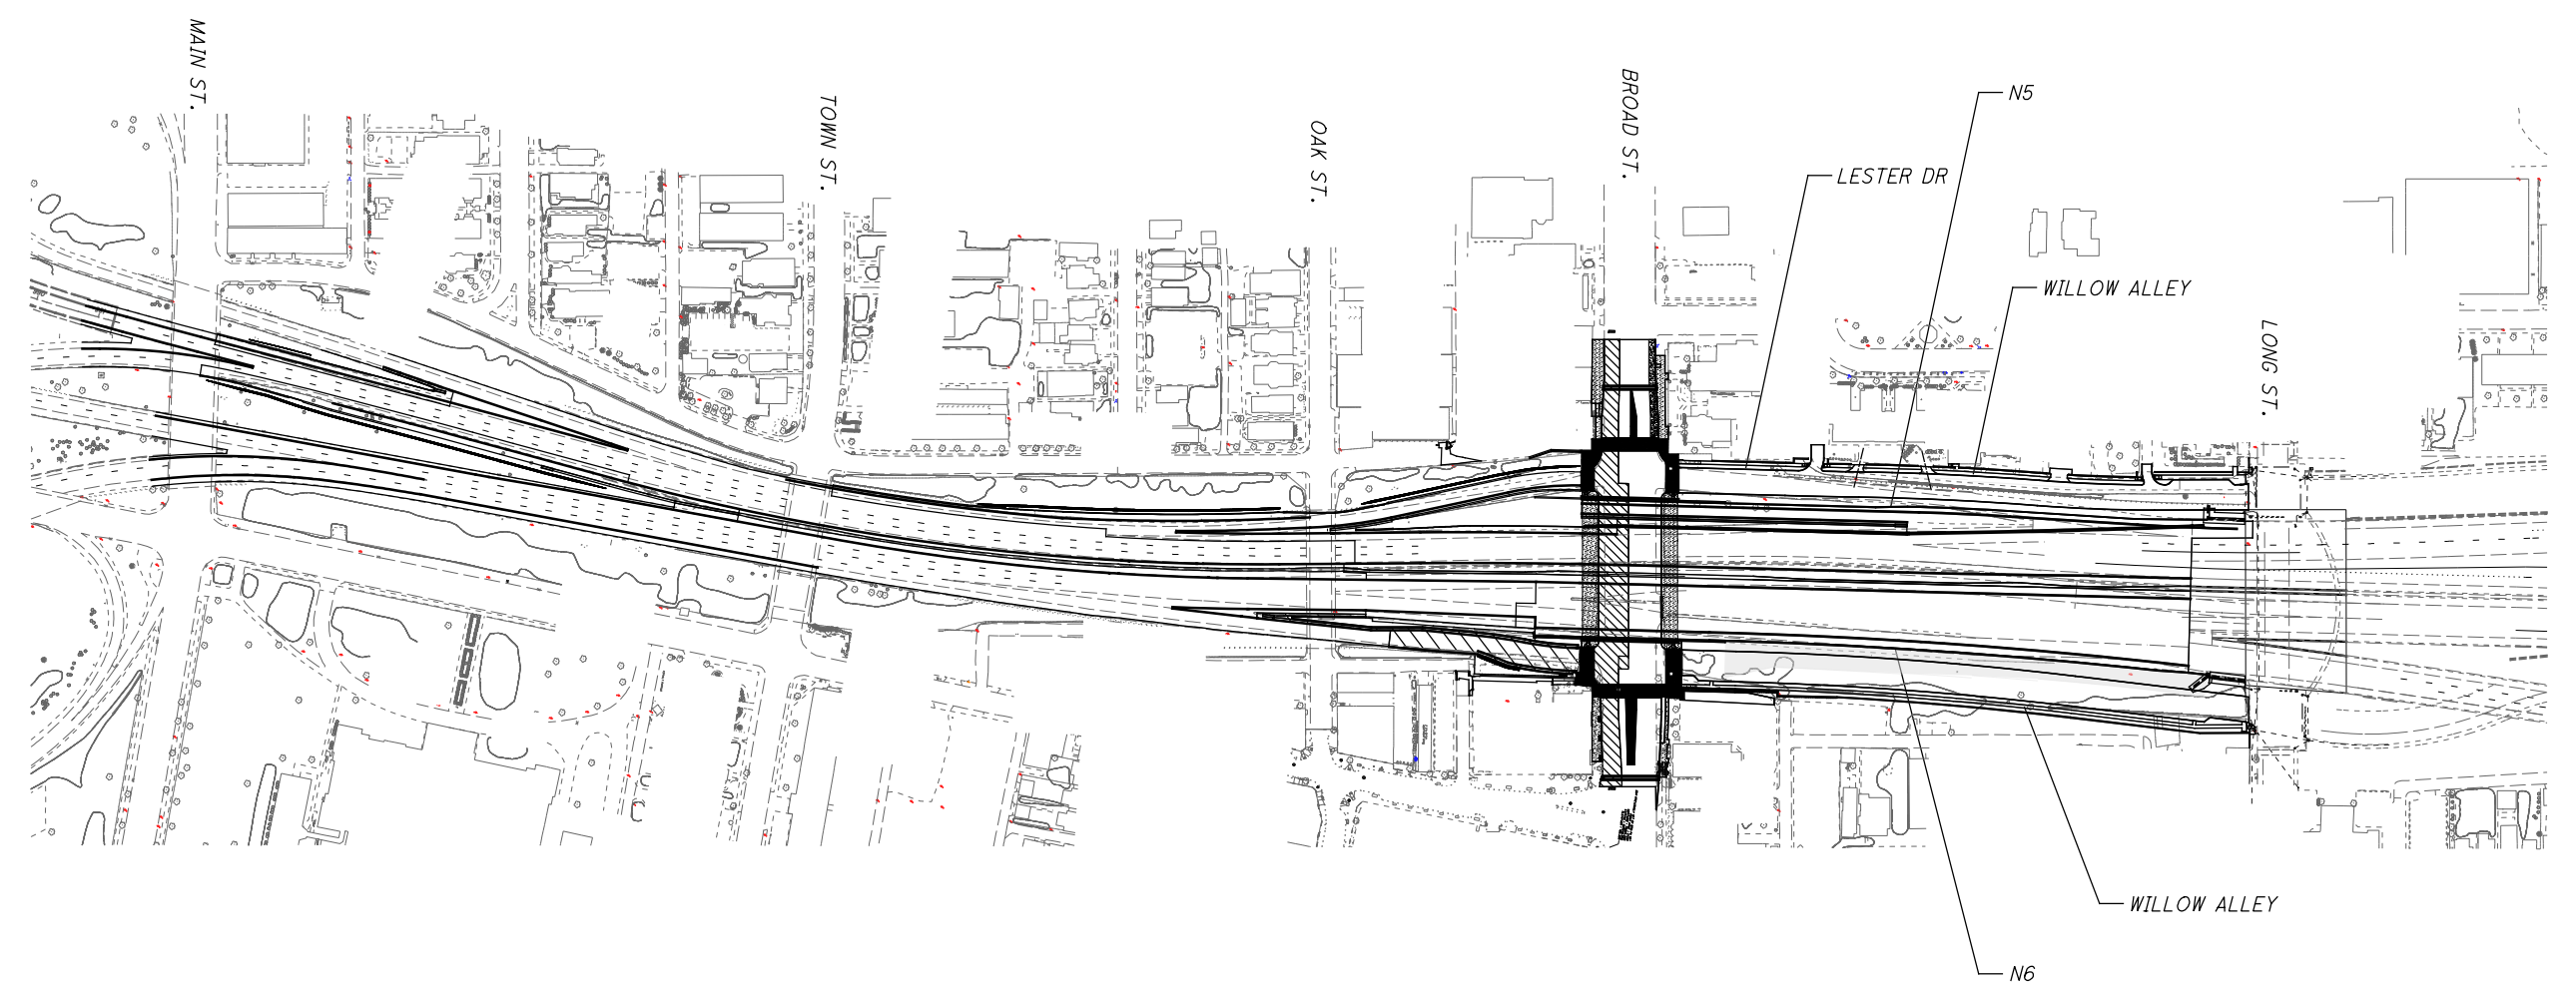 MAIN ST.
TOWN ST.
OAK ST.
BROAD ST.
N5
LESTER DR
WILLOW ALLEY
LONG ST.
WILLOW ALLEY
N6